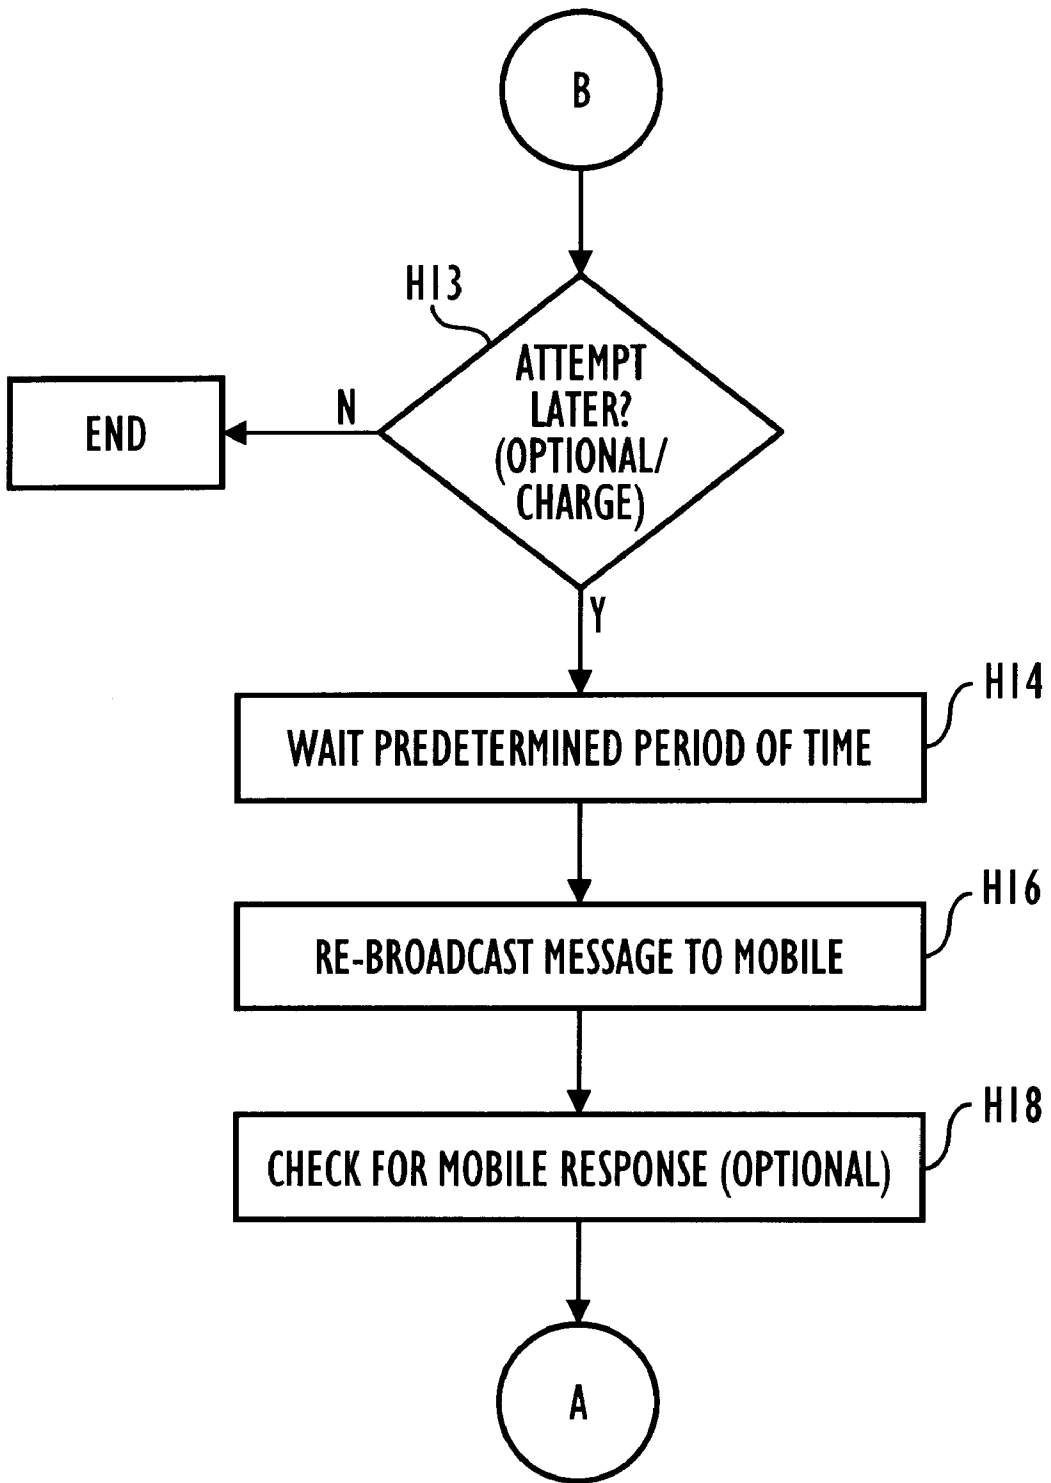 B
H13
ATTEMPT
LATER?
(OPTIONAL/
CHARGE)
N
END
Y
H14
WAIT PREDETERMINED PERIOD OF TIME
H16
RE-BROADCAST MESSAGE TO MOBILE
H18
CHECK FOR MOBILE RESPONSE (OPTIONAL)
A